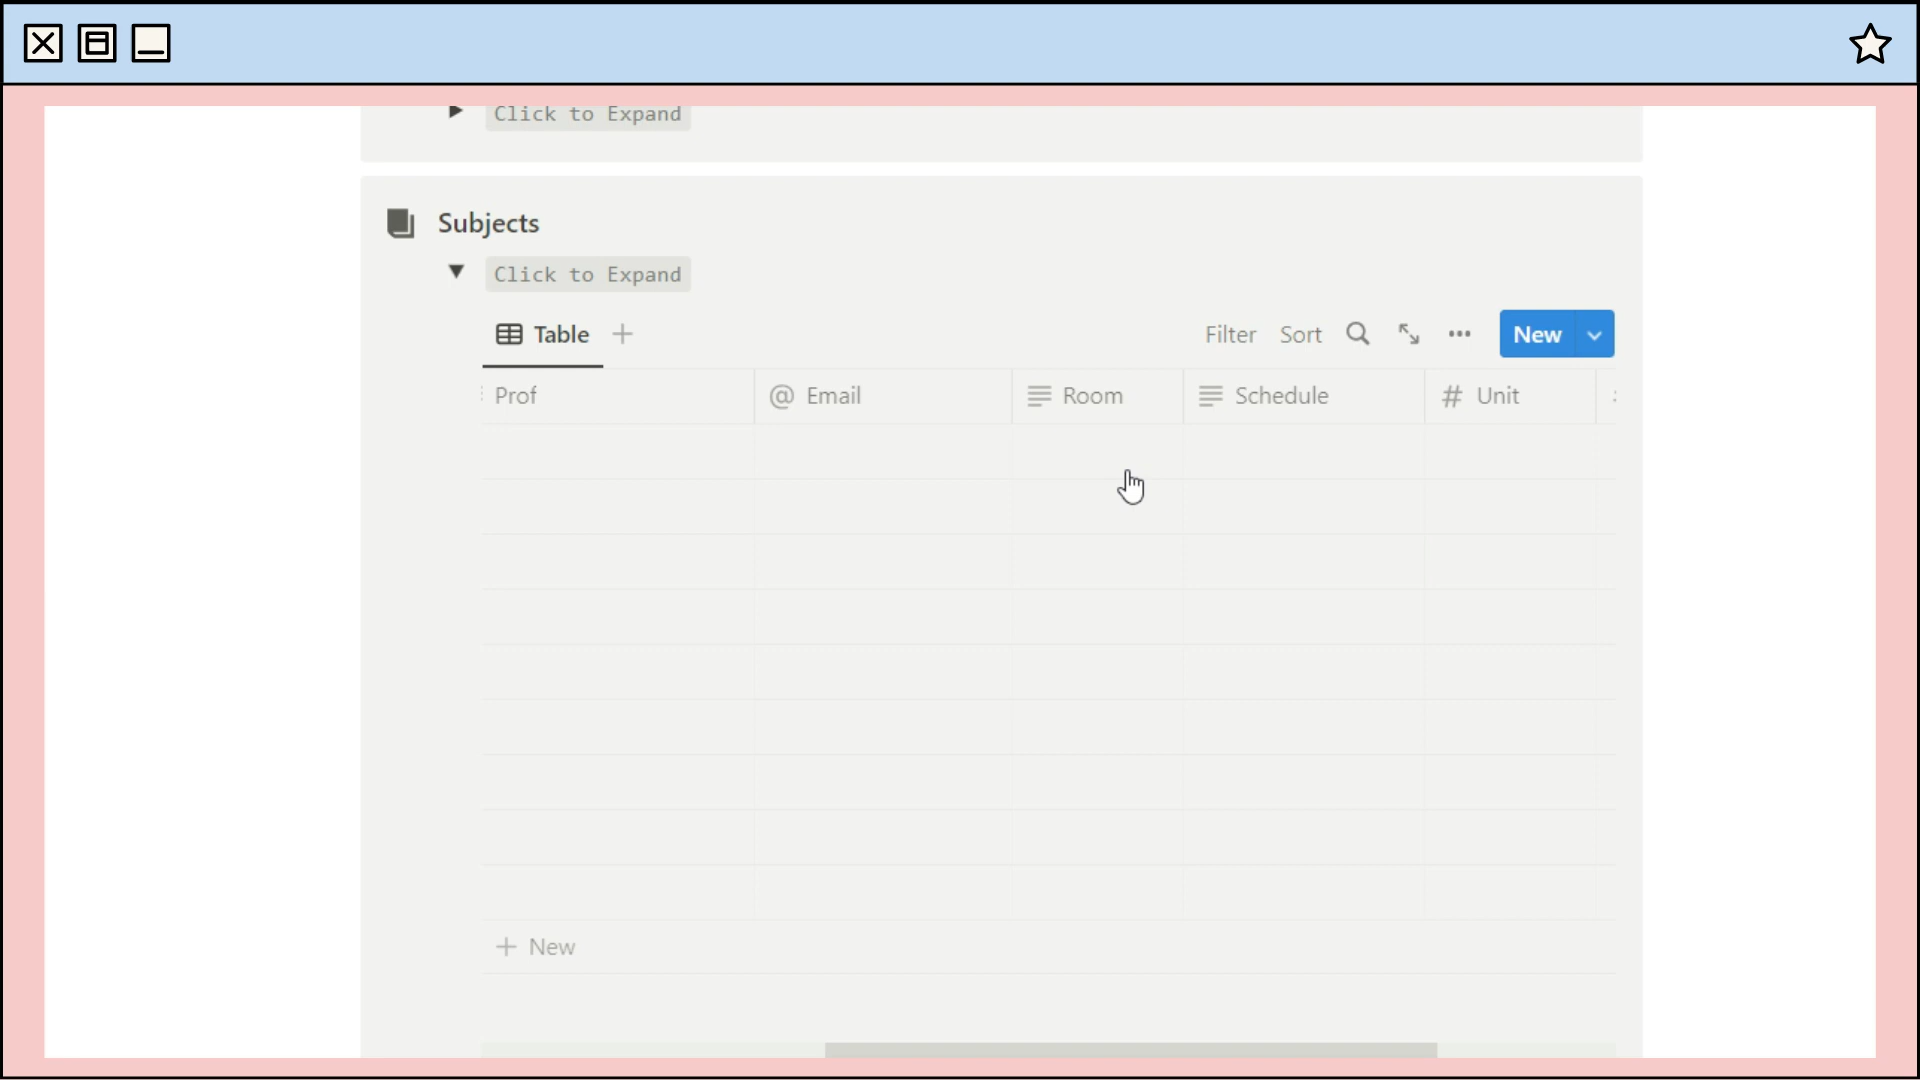 Click to Expand
Subjects
Click to Expand
Table
Filter Sort New
Prof @ Email Room Schedule # Unit
+ New